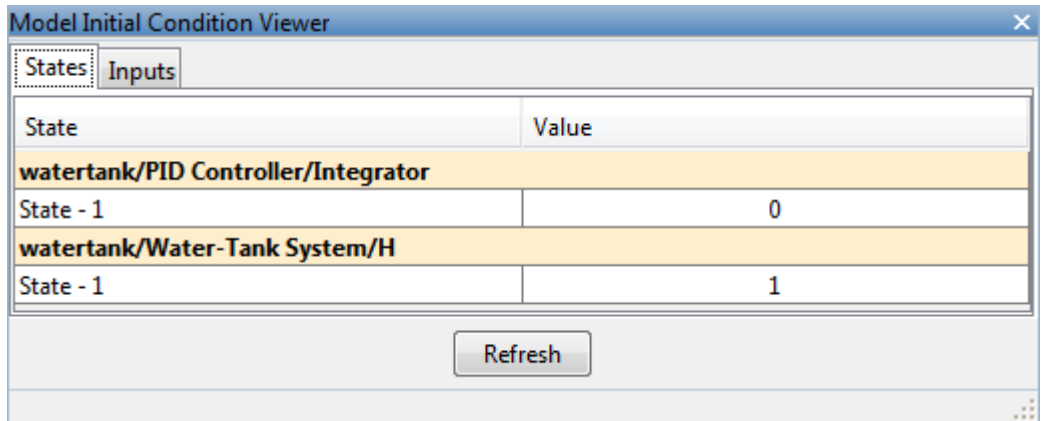 Model Initial Condition Viewer
States Inputs
State Value
watertank/PID Controller/Integrator
State - 1 0
watertank/Water-Tank System/H
State - 1 1
Refresh